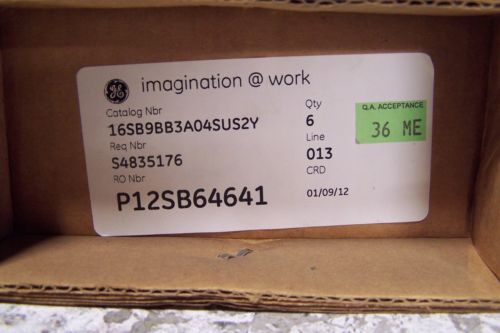 GE imagination @ work
Catalog Nbr
16SB9BB3A04SUS2Y
Req Nbr
S4835176
RO Nbr
P12SB64641
Qty
6
Line
013
CRD
01/09/12
Q.A. ACCEPTANCE
36 ME